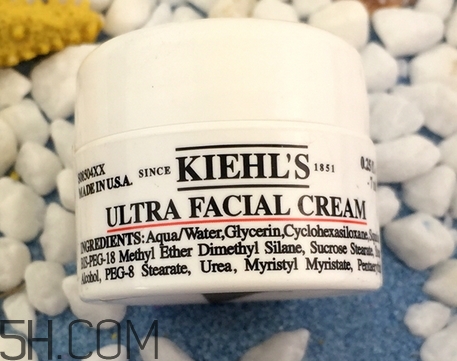 MADE IN U.S.A.
SINCE KIEHL'S 1851
ULTRA FACIAL CREAM
INGREDIENTS: Aqua/Water, Glycerin, Cyclohexasiloxane,
BIS-PEG-18 Methyl Ether Dimethyl Silane, Sucrose Stearate,
Alcohol, PEG-8 Stearate, Urea, Myristyl Myristate,
5H.COM